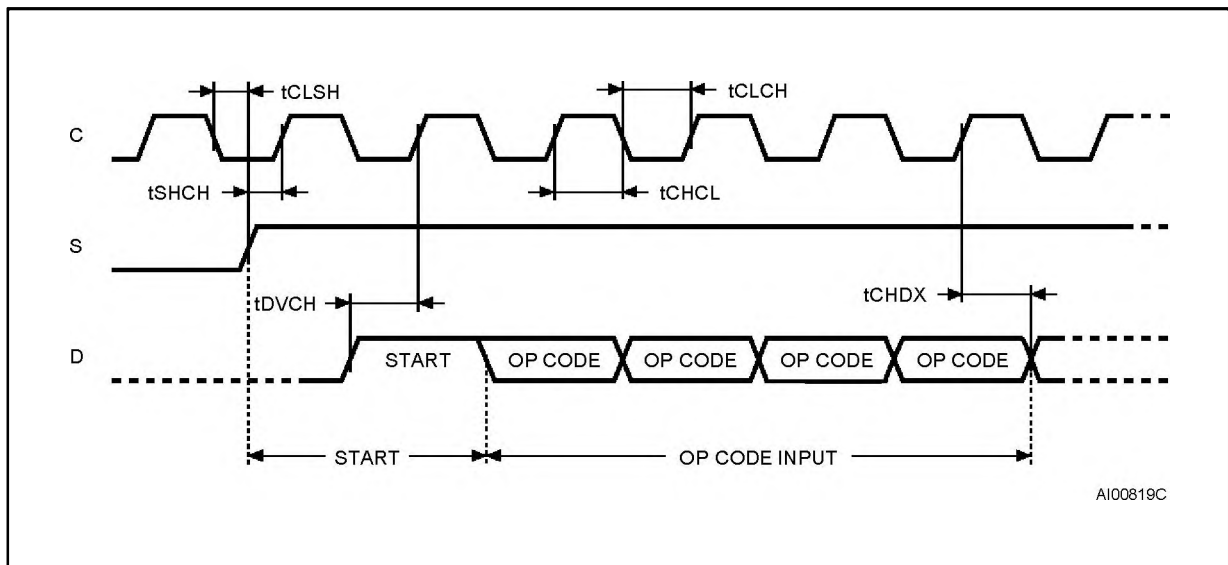 tCLSH
tCLCH
C
tSHCH
tCHCL
S
tDVCH
tCHDX
D
START
OP CODE
OP CODE
OP CODE
OP CODE
START
OP CODE INPUT
AI00819C